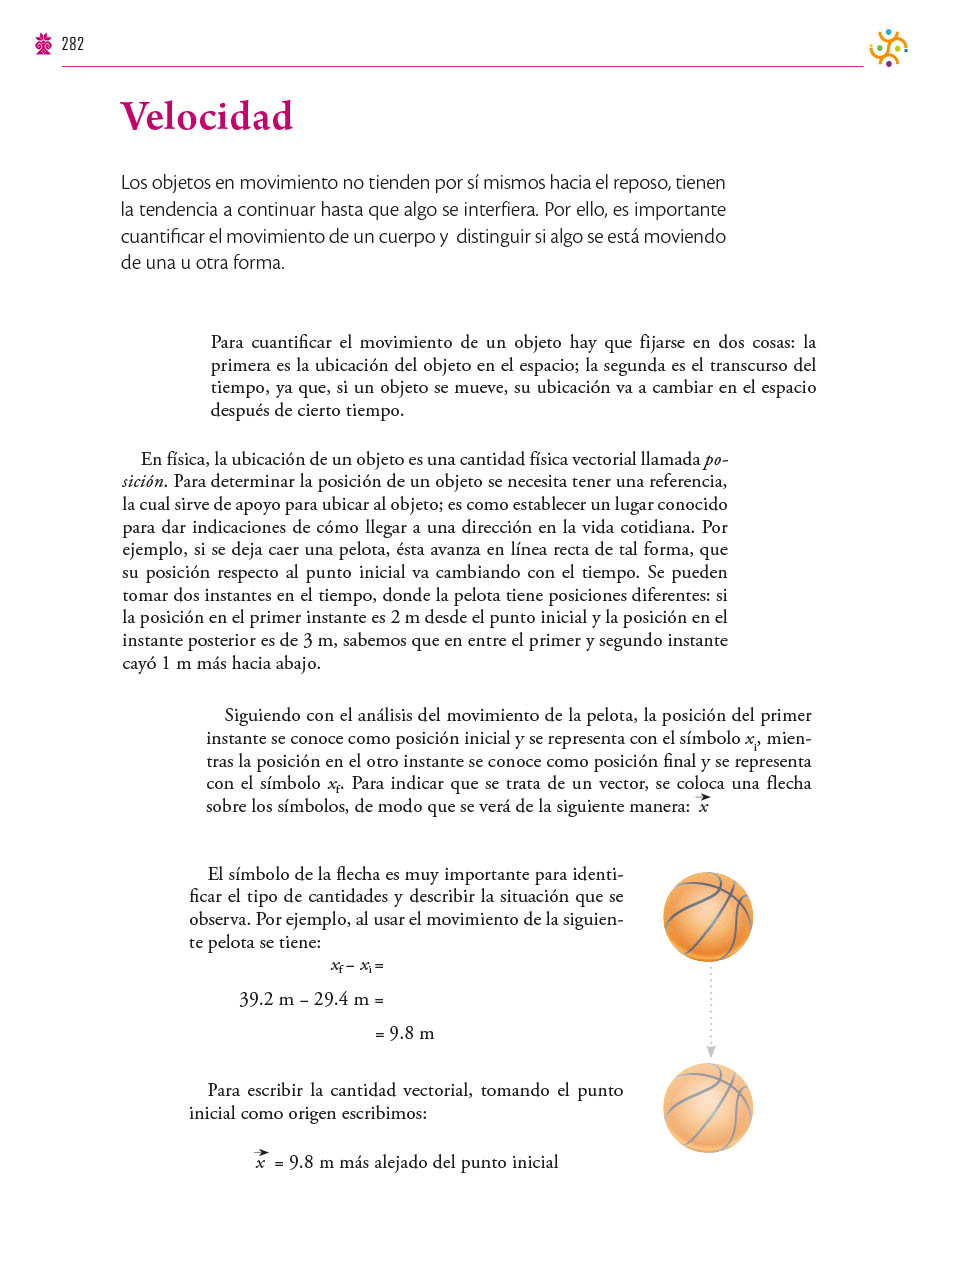 282
Velocidad
Los objetos en movimiento no tienden por sí mismos hacia el reposo, tienen
la tendencia a continuar hasta que algo se interfiera. Por ello, es importante
cuantificar el movimiento de un cuerpo y distinguir si algo se está moviendo
de una u otra forma.
Para cuantificar el movimiento de un objeto hay que fijarse en dos cosas: la
primera es la ubicación del objeto en el espacio; la segunda es el transcurso del
tiempo, ya que, si un objeto se mueve, su ubicación va a cambiar en el espacio
después de cierto tiempo.
En física, la ubicación de un objeto es una cantidad física vectorial llamada po-
sición. Para determinar la posición de un objeto se necesita tener una referencia,
la cual sirve de apoyo para ubicar al objeto; es como establecer un lugar conocido
para dar indicaciones de cómo llegar a una dirección en la vida cotidiana. Por
ejemplo, si se deja caer una pelota, ésta avanza en línea recta de tal forma, que
su posición respecto al punto inicial va cambiando con el tiempo. Se pueden
tomar dos instantes en el tiempo, donde la pelota tiene posiciones diferentes: si
la posición en el primer instante es 2 m desde el punto inicial y la posición en el
instante posterior es de 3 m, sabemos que en entre el primer y segundo instante
cayó 1 m más hacia abajo.
Siguiendo con el análisis del movimiento de la pelota, la posición del primer
instante se conoce como posición inicial y se representa con el símbolo xᵢ, mien-
tras la posición en el otro instante se conoce como posición final y se representa
con el símbolo x_f. Para indicar que se trata de un vector, se coloca una flecha
sobre los símbolos, de modo que se verá de la siguiente manera: x⃗
El símbolo de la flecha es muy importante para identi-
ficar el tipo de cantidades y describir la situación que se
observa. Por ejemplo, al usar el movimiento de la siguien-
te pelota se tiene:
x_f – xᵢ =
39.2 m – 29.4 m =
= 9.8 m
Para escribir la cantidad vectorial, tomando el punto
inicial como origen escribimos:
x⃗ = 9.8 m más alejado del punto inicial